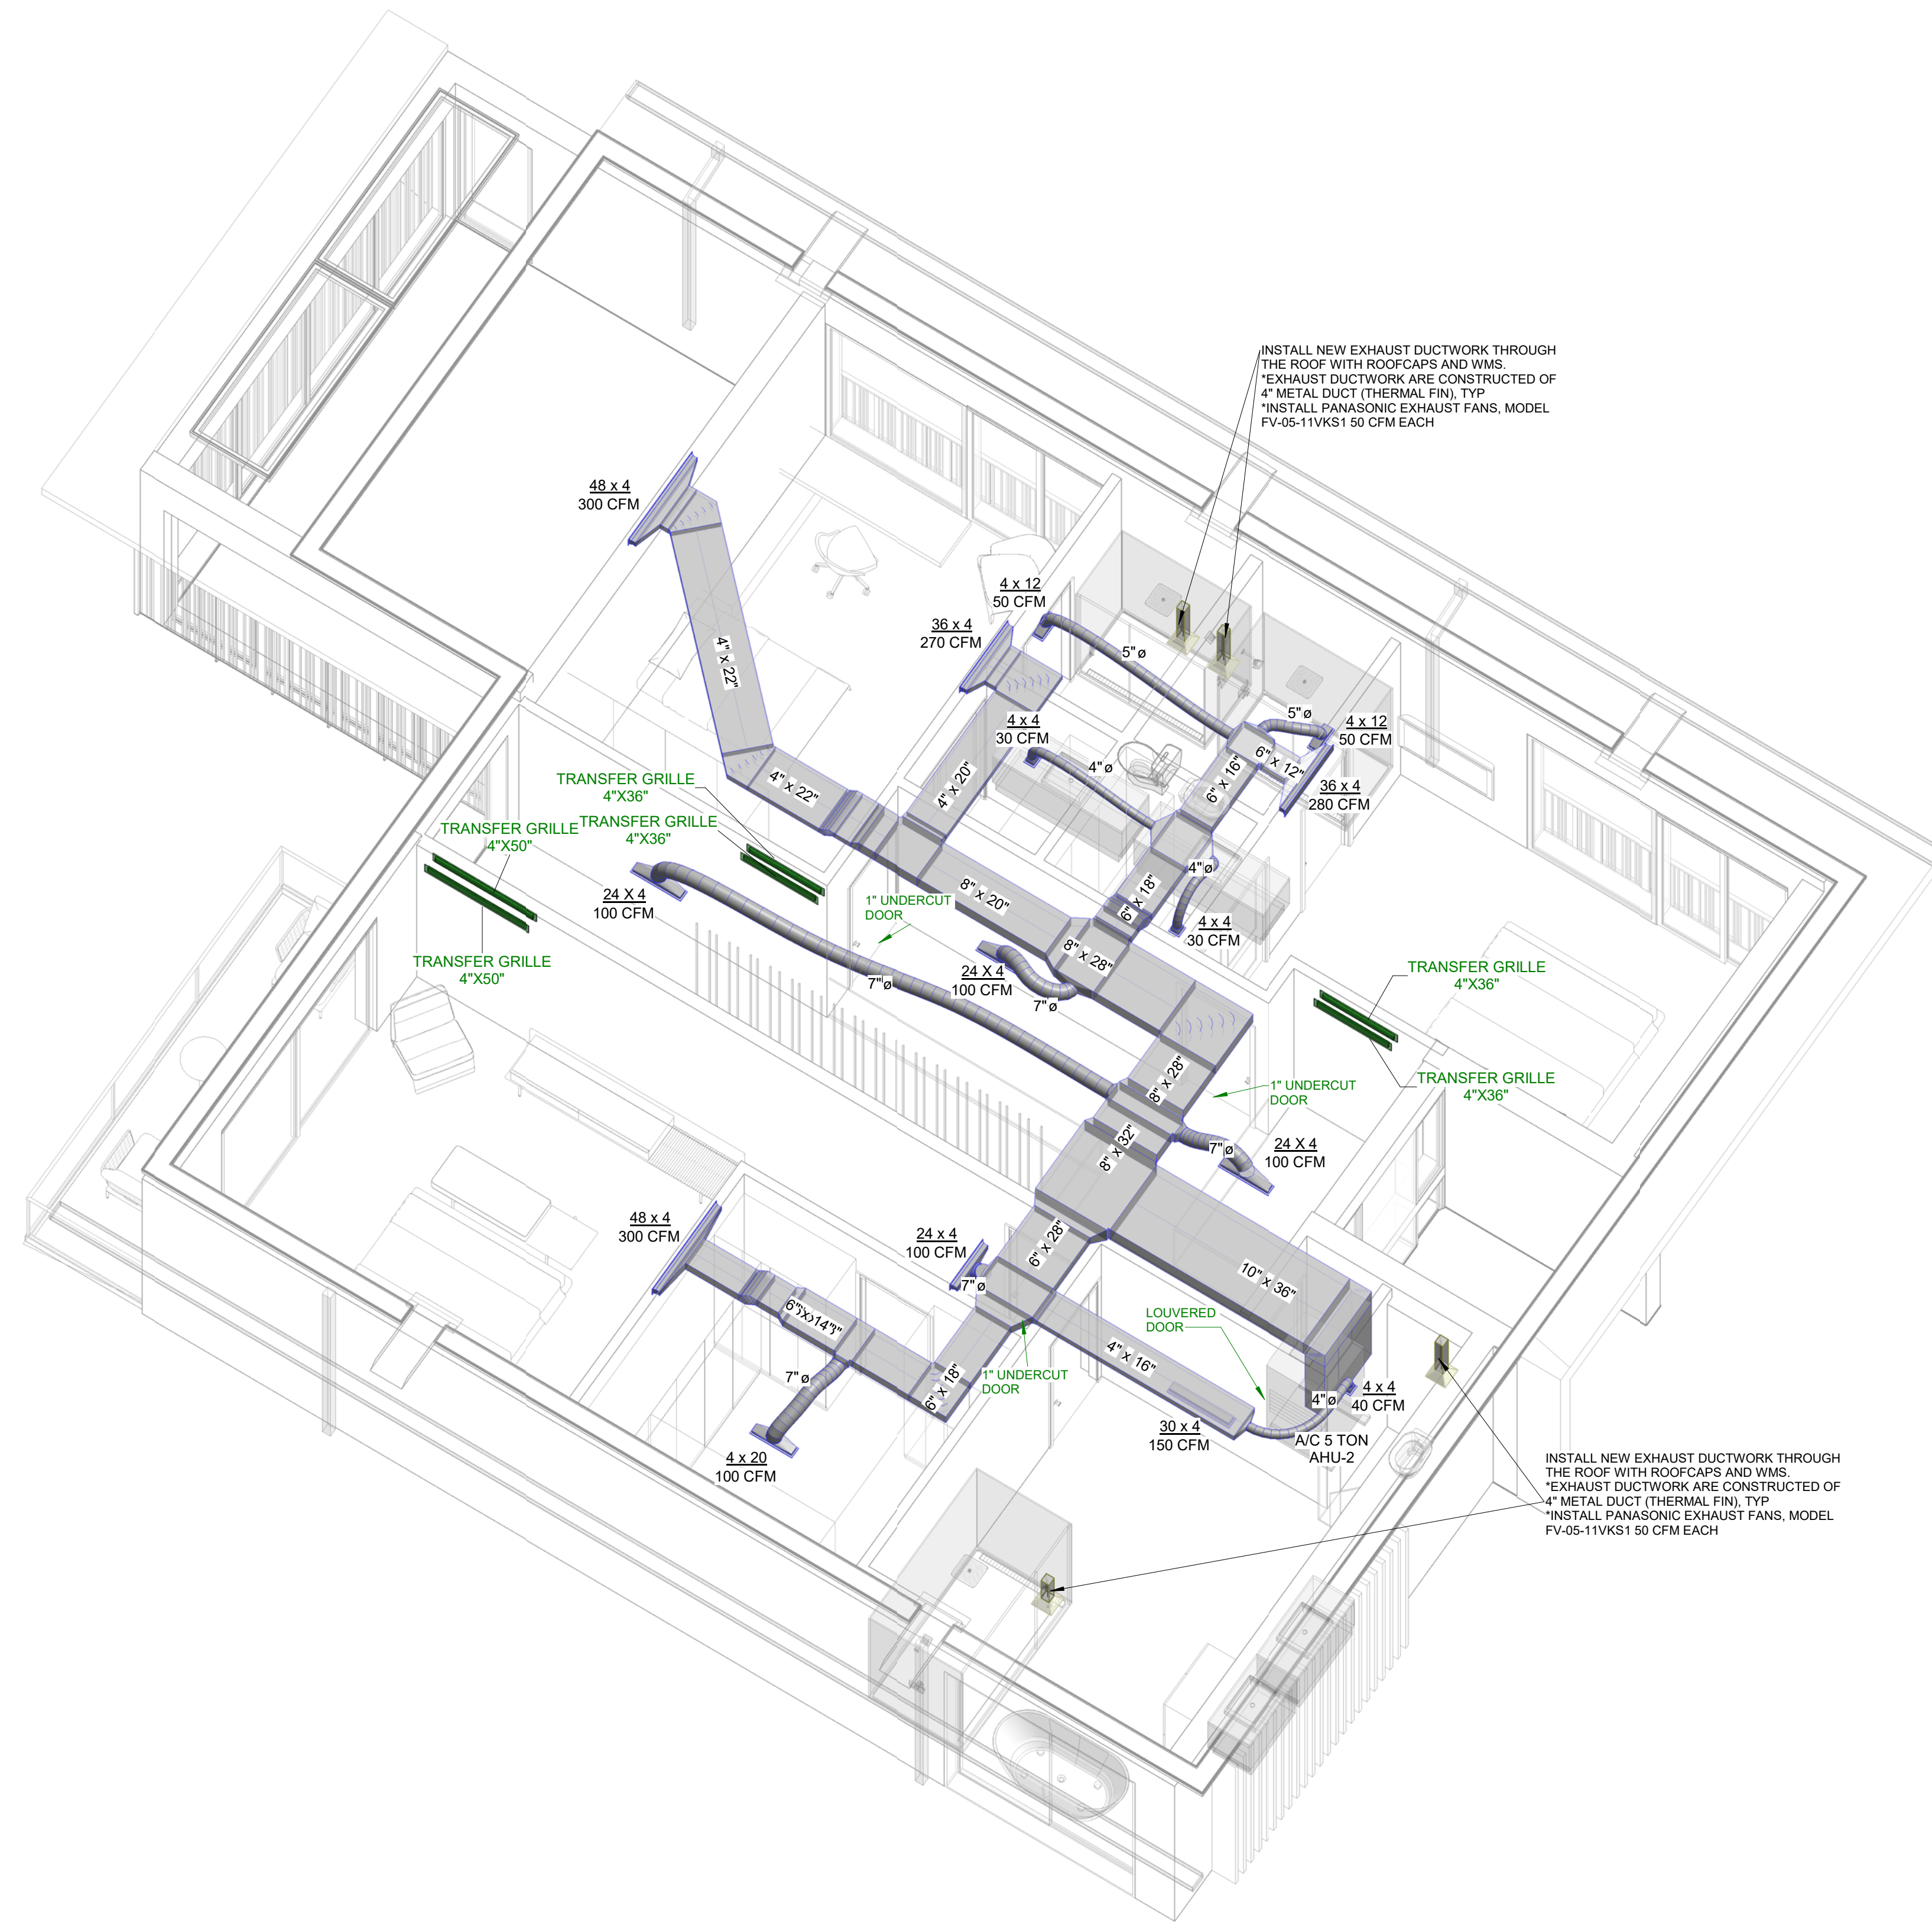 INSTALL NEW EXHAUST DUCTWORK THROUGH
THE ROOF WITH ROOFCAPS AND WMS.
*EXHAUST DUCTWORK ARE CONSTRUCTED OF
4" METAL DUCT (THERMAL FIN), TYP
*INSTALL PANASONIC EXHAUST FANS, MODEL
FV-05-11VKS1 50 CFM EACH
48 x 4
300 CFM
4 x 12
50 CFM
36 x 4
270 CFM
5"ø
4" x 22"
4 x 4
30 CFM
5"ø
4 x 12
50 CFM
4"ø
6" x 12"
6" x 16"
4" x 22"
4" x 20"
36 x 4
280 CFM
TRANSFER GRILLE
4"X36"
TRANSFER GRILLE
4"X36"
TRANSFER GRILLE
4"X50"
4"ø
24 X 4
100 CFM
1" UNDERCUT
DOOR
8" x 20"
6" x 18"
4 x 4
30 CFM
TRANSFER GRILLE
4"X50"
8" x 28"
24 X 4
100 CFM
7"ø
7"ø
TRANSFER GRILLE
4"X36"
8" x 28"
1" UNDERCUT
DOOR
TRANSFER GRILLE
4"X36"
8" x 32"
7"ø
24 X 4
100 CFM
48 x 4
300 CFM
24 x 4
100 CFM
6" x 28"
7"ø
10" x 36"
LOUVERED
DOOR
4" x 16"
7"ø
6" x 18"
1" UNDERCUT
DOOR
4"ø
4 x 4
40 CFM
30 x 4
150 CFM
A/C 5 TON
AHU-2
4 x 20
100 CFM
INSTALL NEW EXHAUST DUCTWORK THROUGH
THE ROOF WITH ROOFCAPS AND WMS.
*EXHAUST DUCTWORK ARE CONSTRUCTED OF
4" METAL DUCT (THERMAL FIN), TYP
*INSTALL PANASONIC EXHAUST FANS, MODEL
FV-05-11VKS1 50 CFM EACH